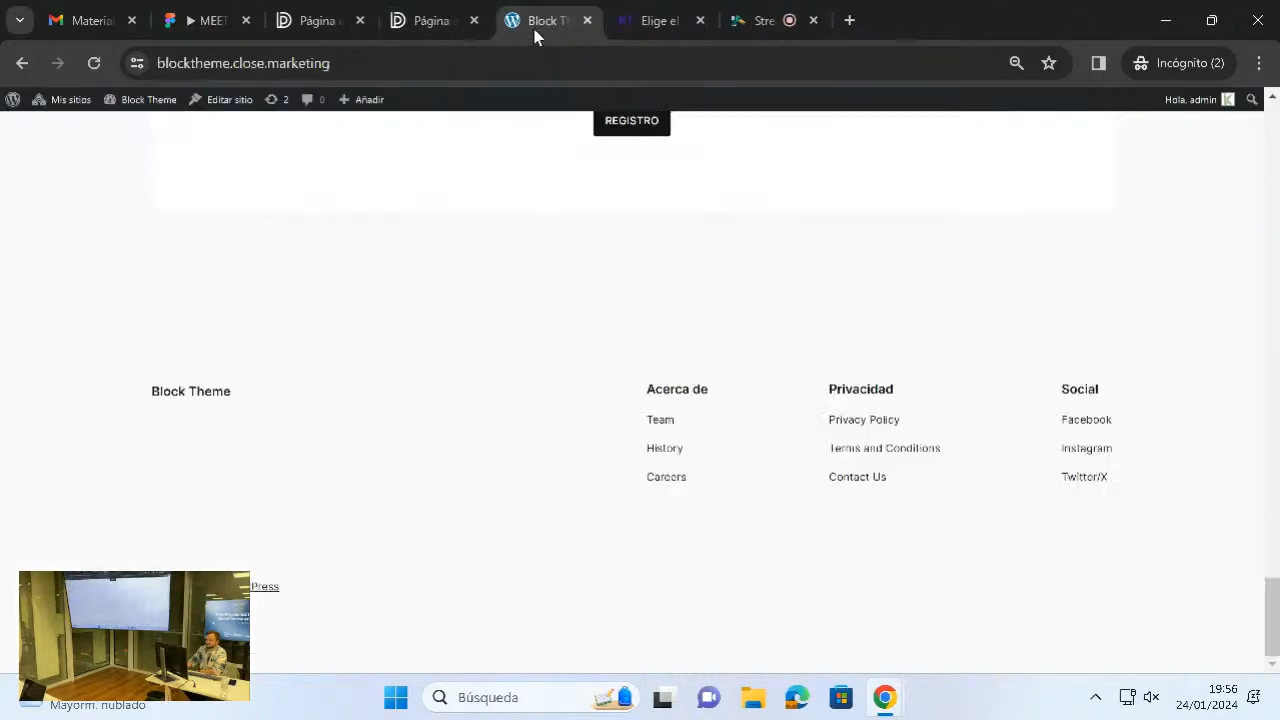 Material
▶ MEET
Página
Página
Block T
Elige el
Stre
blocktheme.close.marketing
Incógnito (2)
Mis sitios
Block Theme
Editar sitio
2
0
Añadir
Hola, admin
REGISTRO
Block Theme
Acerca de
Privacidad
Social
Team
Privacy Policy
Facebook
History
Terms and Conditions
Instagram
Careers
Contact Us
Twitter/X
Press
Mayorm. nublado
Búsqueda
19:56
24/01/2024